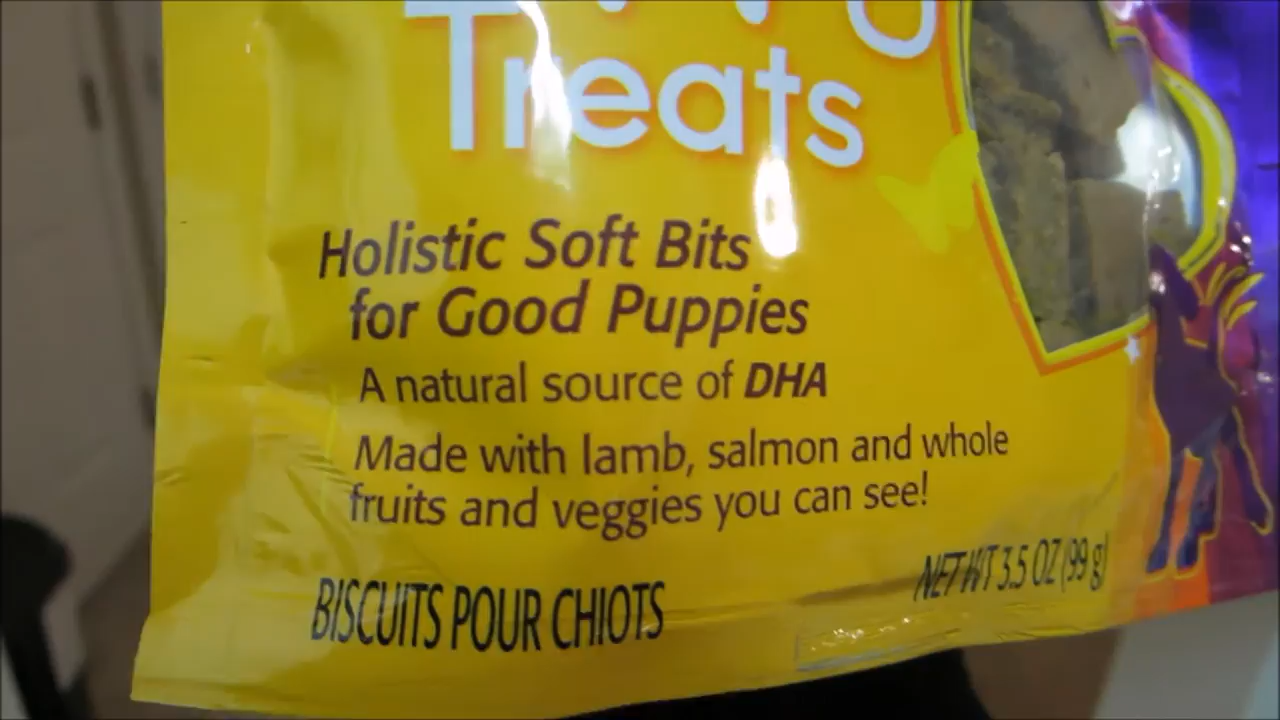 Treats
Holistic Soft Bits
for Good Puppies
A natural source of DHA
Made with lamb, salmon and whole
fruits and veggies you can see!
NET WT 3.5 OZ (99 g)
BISCUITS POUR CHIOTS